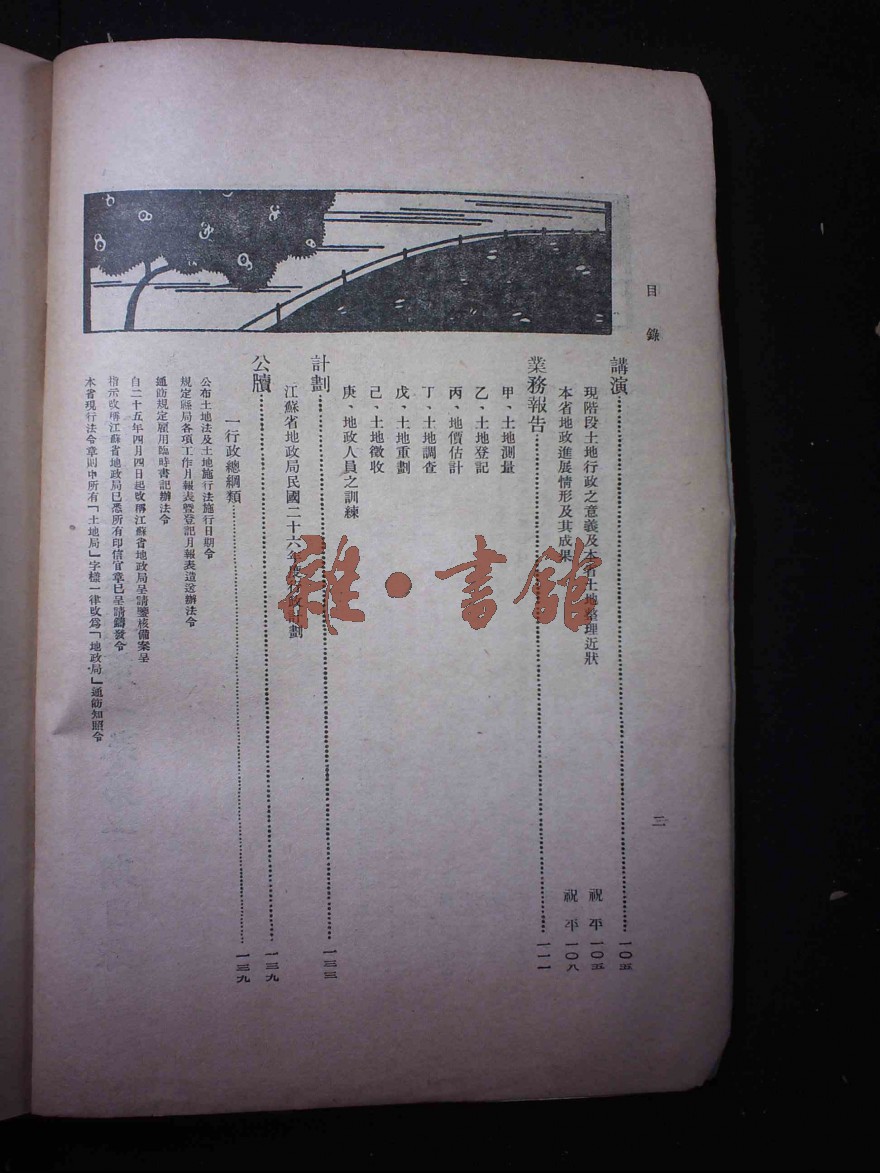 目錄
二
講演 一〇五
現階段土地行政之意義及本省土地整理近狀 祝平 一〇五
本省地政進展情形及其成果 祝平 一〇八
業務報告 一一一
甲、土地測量
乙、土地登記
丙、地價估計
丁、土地調查
戊、土地重劃
己、土地徵收
庚、地政人員之訓練
計劃 一三三
江蘇省地政局民國二十六年度行政計劃
公牘 一三九
一行政總綱類 一三九
公布土地法及土地施行法施行日期令
規定縣局各項工作月報表暨登記月報表造送辦法令
通飭規定雇用臨時書記辦法令
自二十五年四月四日起改稱江蘇省地政局呈請鑒核備案呈
指示改稱江蘇省地政局已悉所有印信官章已呈請鑄發令
本省現行法令章則中所有「土地局」字樣一律改爲「地政局」通飭知照令
雜·書館